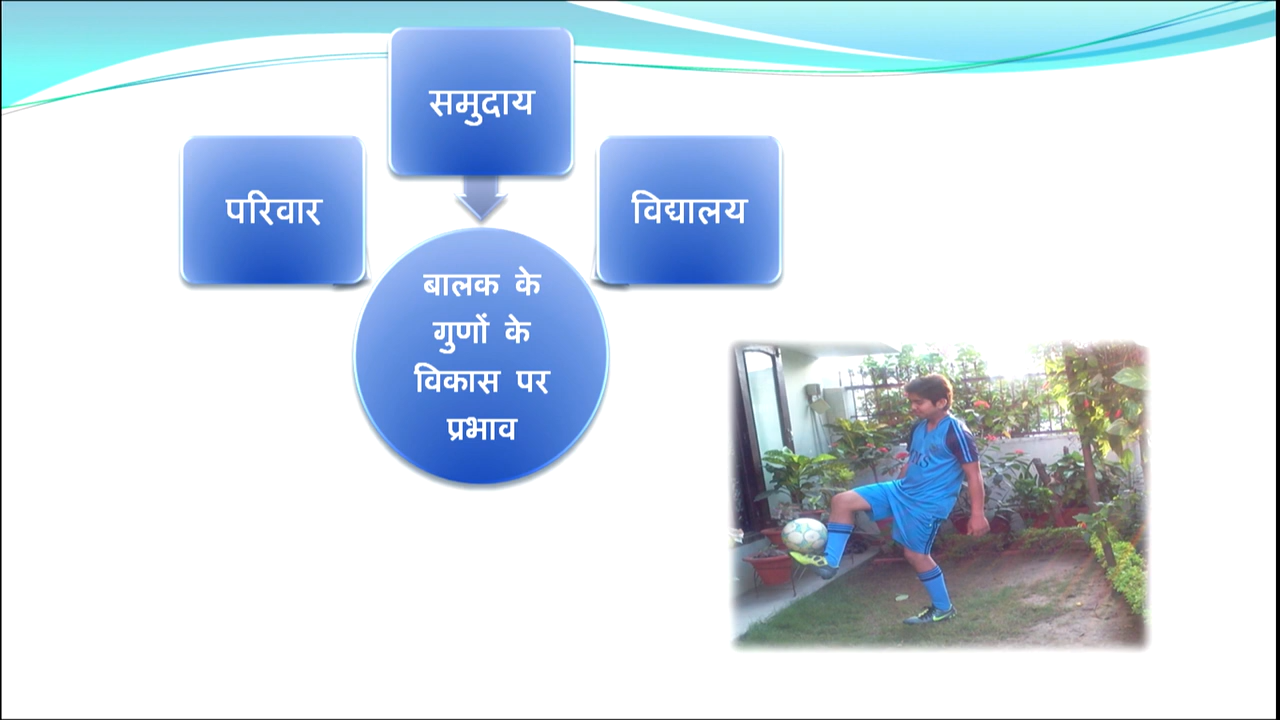 समुदाय
परिवार
विद्यालय
बालक के
गुणों के
विकास पर
प्रभाव